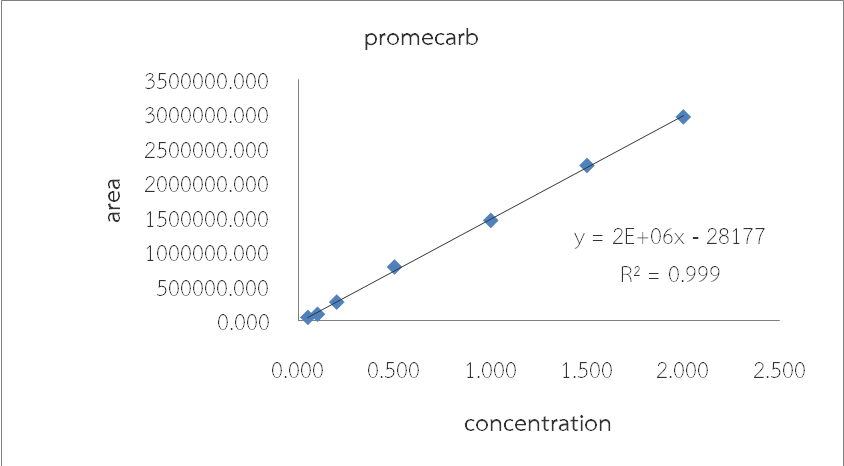 promecarb
3500000.000
3000000.000
2500000.000
2000000.000
1500000.000
1000000.000
500000.000
0.000
area
y = 2E+06x - 28177
R² = 0.999
0.000 0.500 1.000 1.500 2.000 2.500
concentration